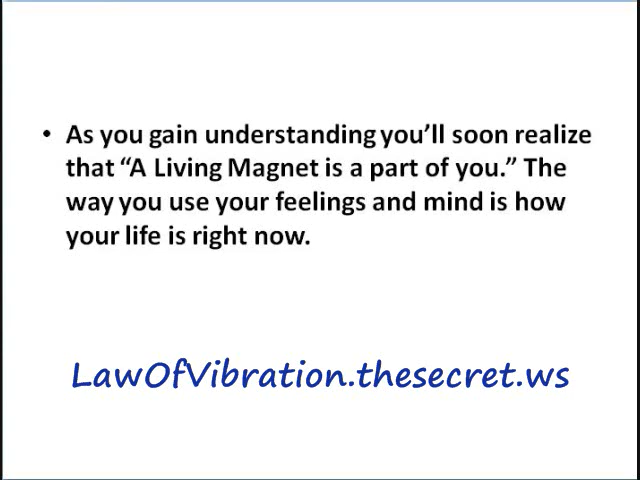 • As you gain understanding you’ll soon realize
that “A Living Magnet is a part of you.” The
way you use your feelings and mind is how
your life is right now.
LawOfVibration.thesecret.ws